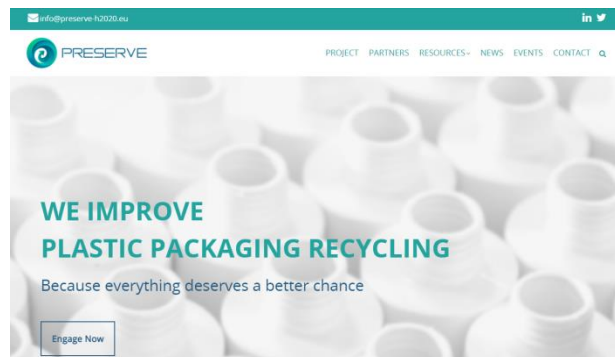 info@preserve-h2020.eu
PRESERVE
PROJECT PARTNERS RESOURCES NEWS EVENTS CONTACT
WE IMPROVE
PLASTIC PACKAGING RECYCLING
Because everything deserves a better chance
Engage Now